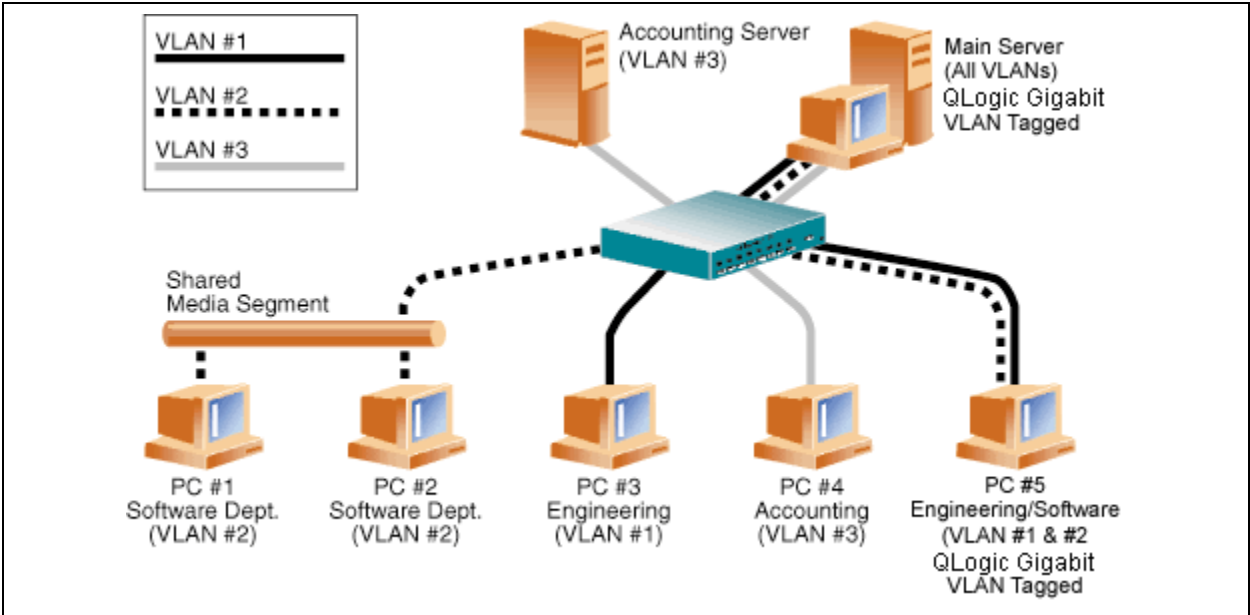 VLAN #1
VLAN #2
VLAN #3
Accounting Server
(VLAN #3)
Main Server
(All VLANs)
QLogic Gigabit
VLAN Tagged
Shared
Media Segment
PC #1
Software Dept.
(VLAN #2)
PC #2
Software Dept.
(VLAN #2)
PC #3
Engineering
(VLAN #1)
PC #4
Accounting
(VLAN #3)
PC #5
Engineering/Software
(VLAN #1 & #2
QLogic Gigabit
VLAN Tagged